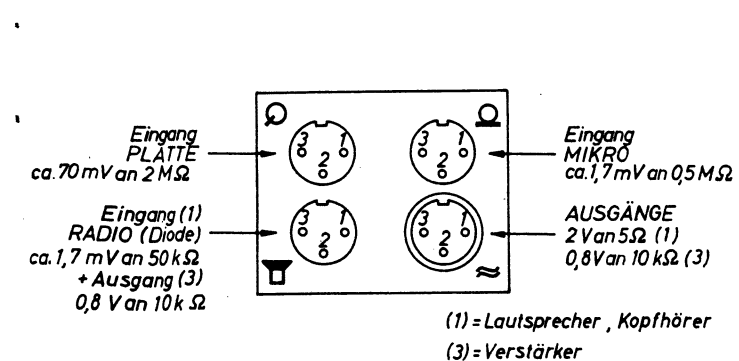 Eingang
PLATTE
ca. 70 mV an 2 MΩ
3 1
2
3 1
2
Eingang
MIKRO
ca. 1,7 mV an 0,5 MΩ
Eingang (1)
RADIO (Diode)
ca. 1,7 mV an 50 kΩ
+ Ausgang (3)
0,8 V an 10 k Ω
3 1
2
3 1
2
AUSGÄNGE
2 V an 5 Ω (1)
0,8 V an 10 kΩ (3)
(1) = Lautsprecher , Kopfhörer
(3) = Verstärker